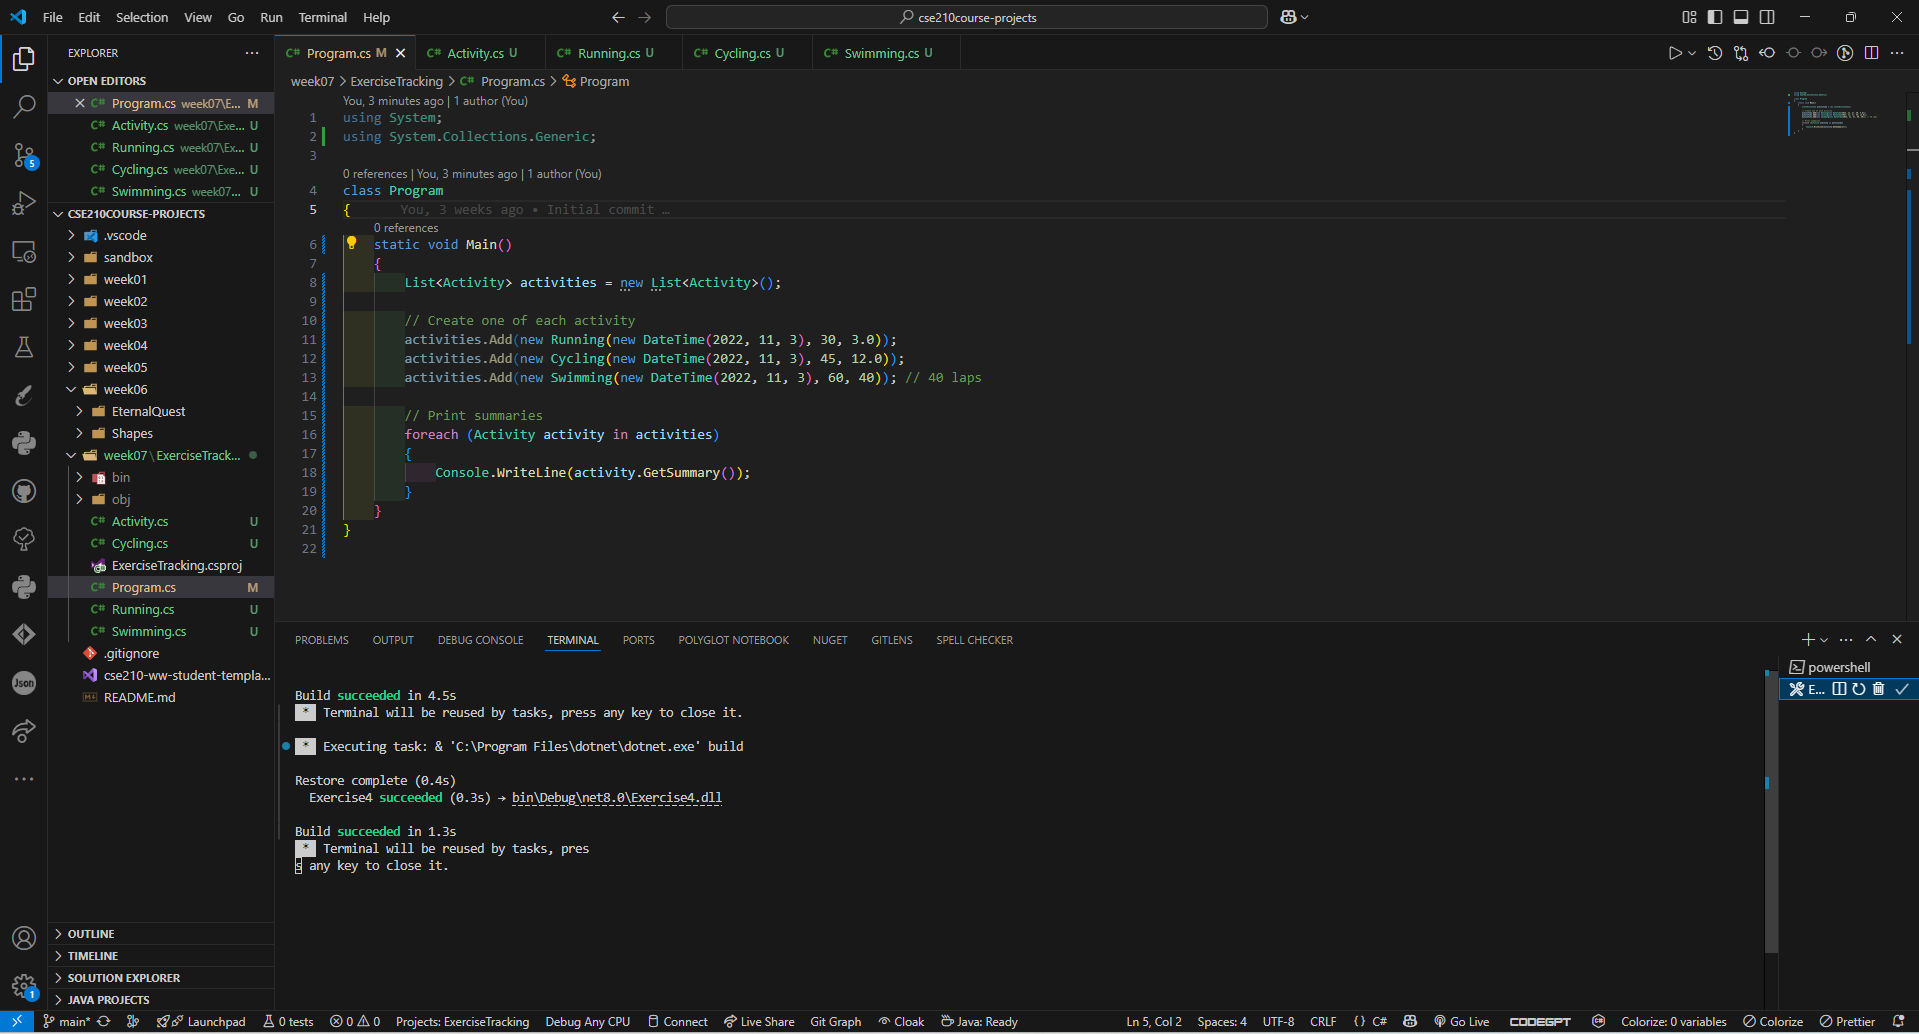 File Edit Selection View Go Run Terminal Help
cse210course-projects
EXPLORER
OPEN EDITORS
Program.cs week07\E... M
Activity.cs week07\Exe... U
Running.cs week07\Ex... U
Cycling.cs week07\Exe... U
Swimming.cs week07... U
CSE210COURSE-PROJECTS
.vscode
sandbox
week01
week02
week03
week04
week05
week06
EternalQuest
Shapes
week07\ExerciseTrack...
bin
obj
Activity.cs U
Cycling.cs U
ExerciseTracking.csproj
Program.cs M
Running.cs U
Swimming.cs U
.gitignore
cse210-ww-student-templa...
README.md
OUTLINE
TIMELINE
SOLUTION EXPLORER
JAVA PROJECTS
5
Json
1
C# Program.cs M
C# Activity.cs U
C# Running.cs U
C# Cycling.cs U
C# Swimming.cs U
week07 > ExerciseTracking > C# Program.cs > Program
You, 3 minutes ago | 1 author (You)
1 using System;
2 using System.Collections.Generic;
3
0 references | You, 3 minutes ago | 1 author (You)
4 class Program
5 { You, 3 weeks ago • Initial commit …
0 references
6 static void Main()
7 {
8 List<Activity> activities = new List<Activity>();
9
10 // Create one of each activity
11 activities.Add(new Running(new DateTime(2022, 11, 3), 30, 3.0));
12 activities.Add(new Cycling(new DateTime(2022, 11, 3), 45, 12.0));
13 activities.Add(new Swimming(new DateTime(2022, 11, 3), 60, 40)); // 40 laps
14
15 // Print summaries
16 foreach (Activity activity in activities)
17 {
18 Console.WriteLine(activity.GetSummary());
19 }
20 }
21 }
22
PROBLEMS OUTPUT DEBUG CONSOLE TERMINAL PORTS POLYGLOT NOTEBOOK NUGET GITLENS SPELL CHECKER
powershell
E...
Build succeeded in 4.5s
* Terminal will be reused by tasks, press any key to close it.
* Executing task: & 'C:\Program Files\dotnet\dotnet.exe' build
Restore complete (0.4s)
Exercise4 succeeded (0.3s) → bin\Debug\net8.0\Exercise4.dll
Build succeeded in 1.3s
* Terminal will be reused by tasks, pres
s any key to close it.
main* Launchpad 0 tests 0 0 Projects: ExerciseTracking Debug Any CPU Connect Live Share Git Graph Cloak Java: Ready Ln 5, Col 2 Spaces: 4 UTF-8 CRLF {} C# Go Live CODEGPT Colorize: 0 variables Colorize Prettier